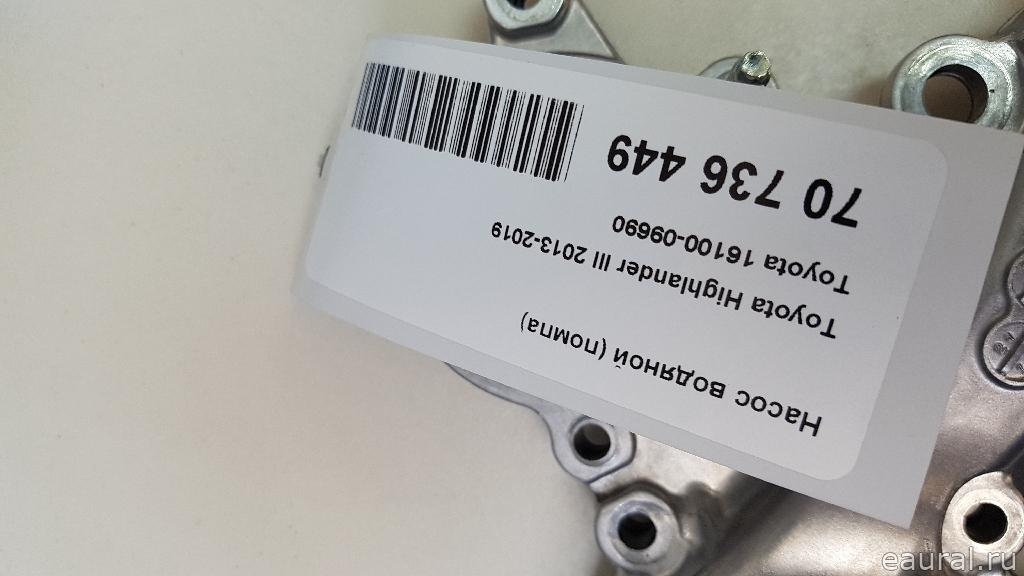 Насос водяной (помпа)
Toyota Highlander III 2013-2019
Toyota 16100-09690
70 736 449
eaural.ru